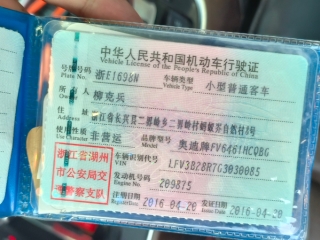 中华人民共和国机动车行驶证
Vehicle License of the People's Republic of China
号牌号码 浙E1698N 车辆类型 小型普通客车
Plate No. Vehicle Type
所有人 柳克兵
Owner
住址
使用性质 非营运 品牌型号 奥迪牌FV6461HCQBG
Use Character Model
浙江省湖州
市公安局交
通警察支队
车辆识别代号 LFV3B28R7G3030085
VIN
发动机号码 209875
Engine No.
注册日期 2016-04-20 发证日期 2016-04-20
Register Date Issue Date